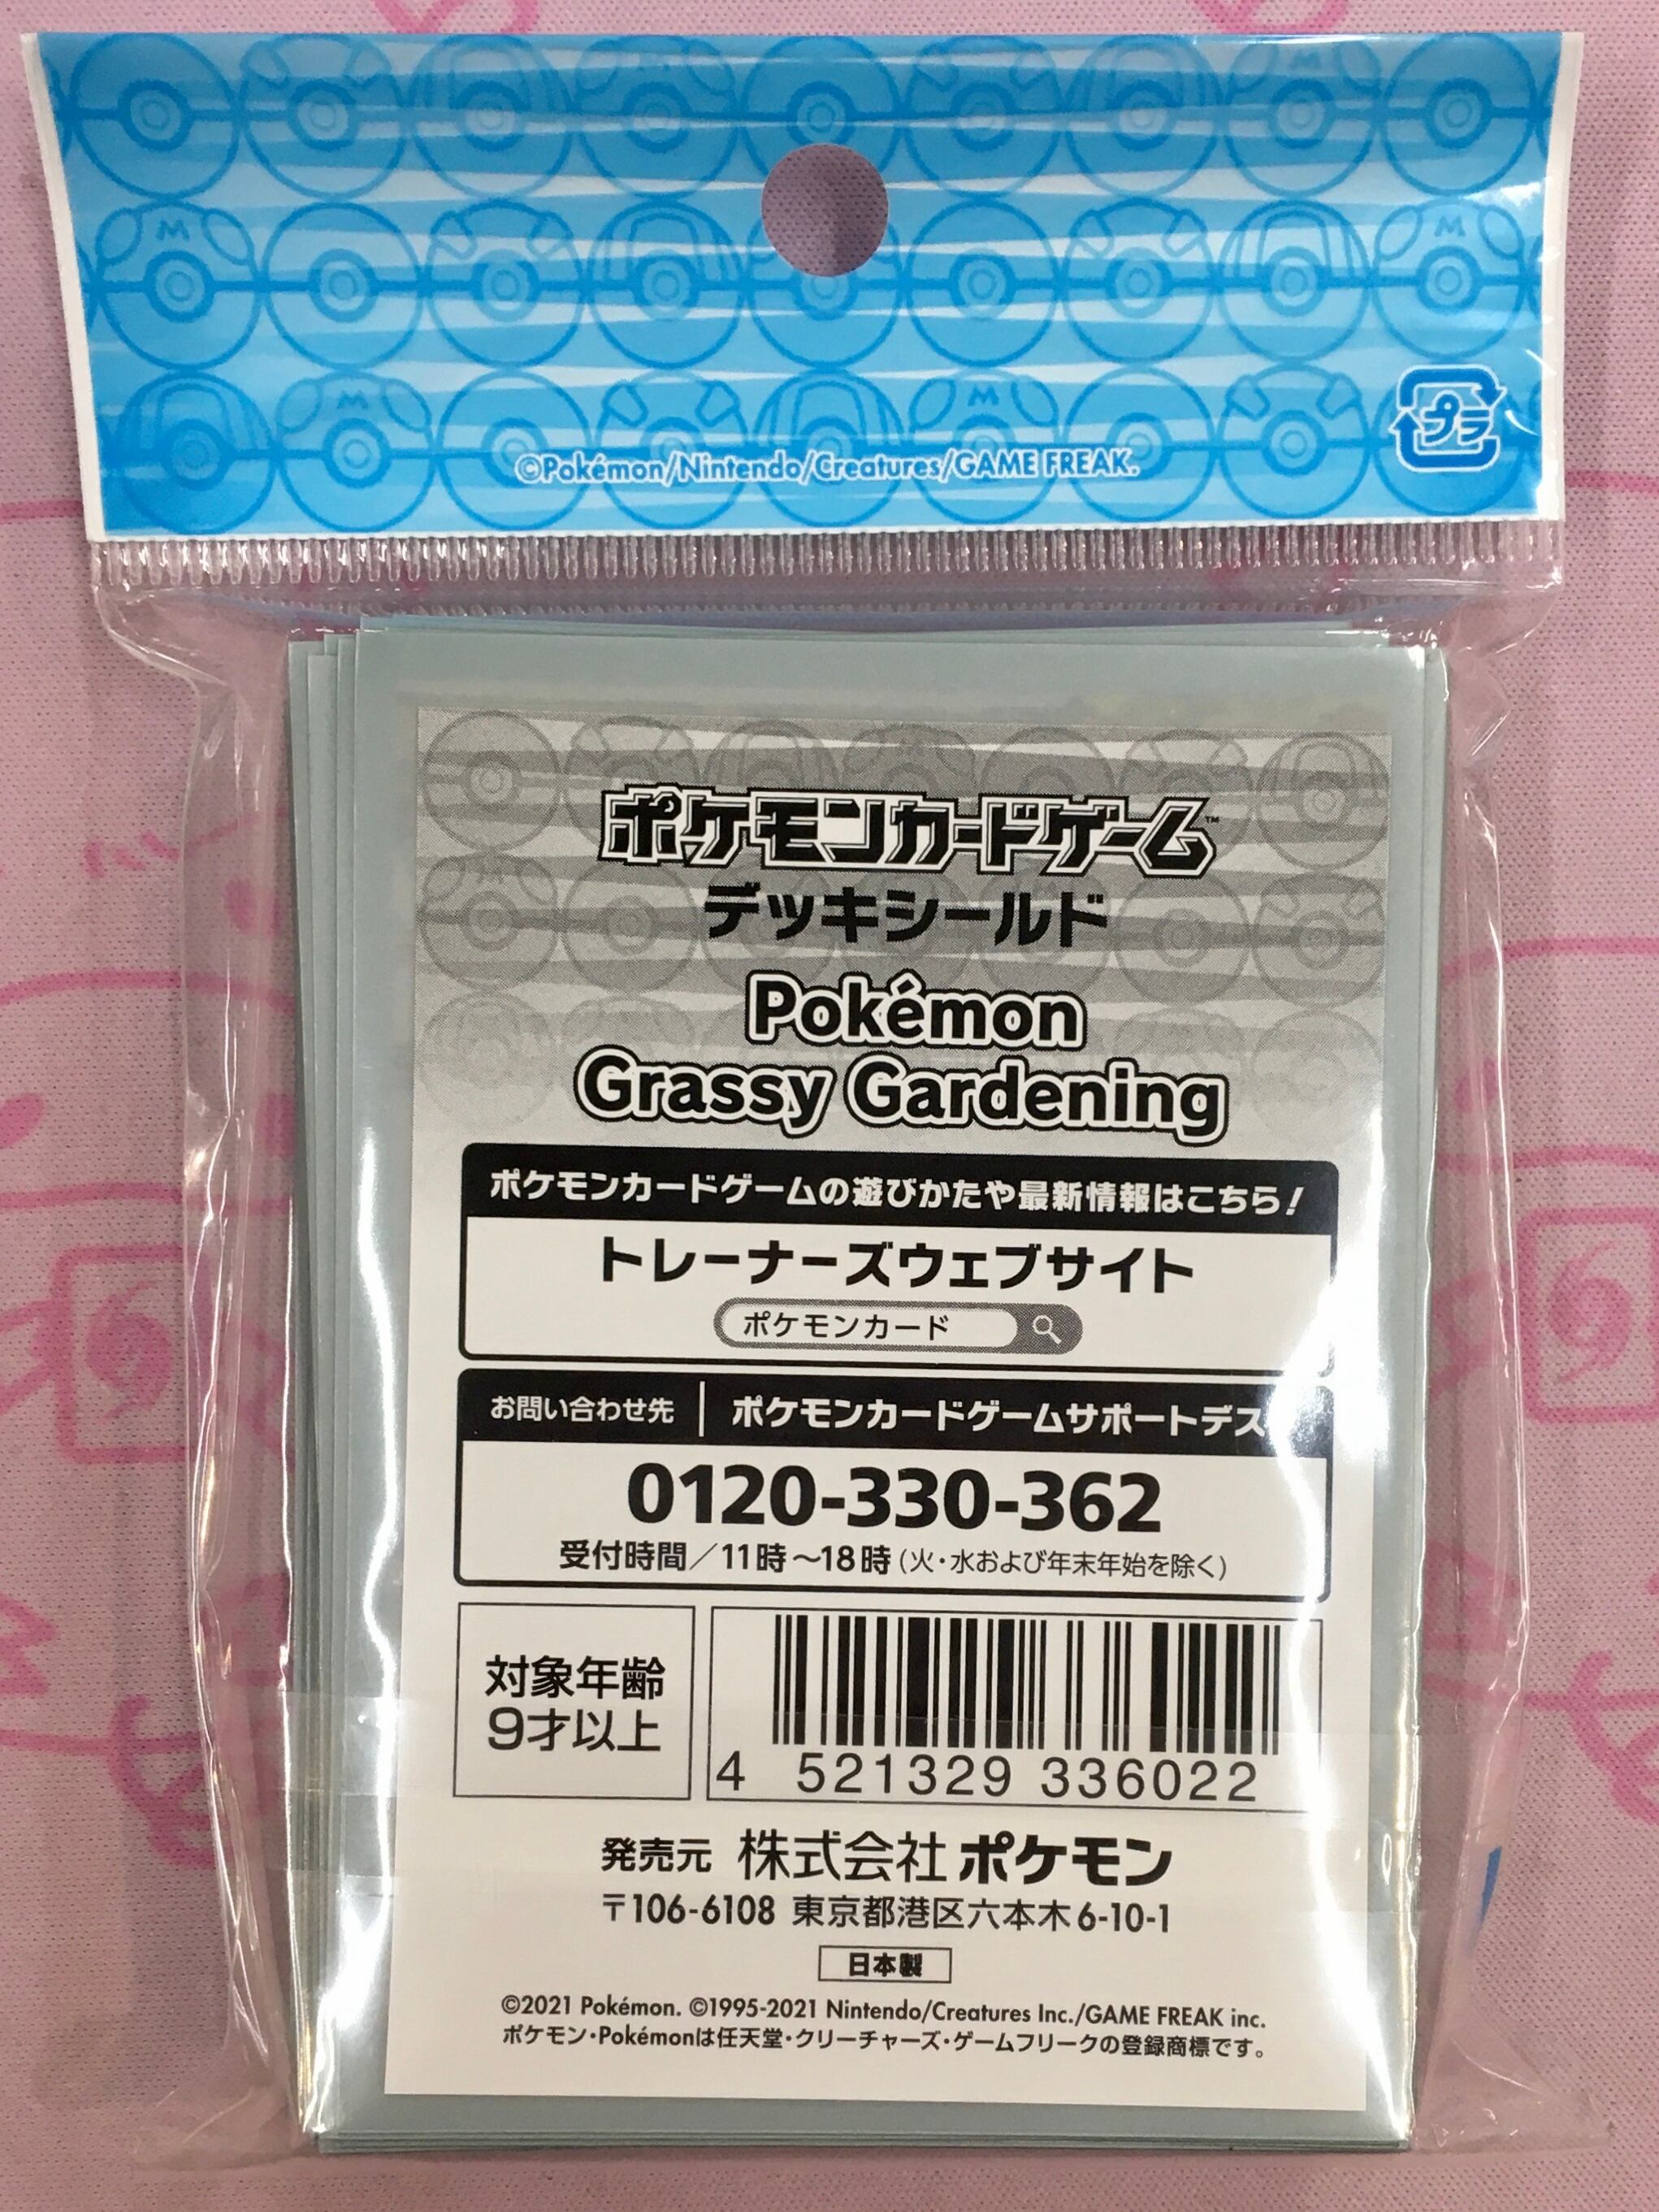 ©Pokémon/Nintendo/Creatures/GAME FREAK.
プラ
ポケモンカードゲーム™
デッキシールド
Pokémon
Grassy Gardening
ポケモンカードゲームの遊びかたや最新情報はこちら!
トレーナーズウェブサイト
ポケモンカード
お問い合わせ先 ポケモンカードゲームサポートデス
0120-330-362
受付時間/11時～18時(火・水および年末年始を除く)
対象年齢
9才以上
4 521329 336022
発売元 株式会社ポケモン
〒106-6108 東京都港区六本木6-10-1
日本製
©2021 Pokémon. ©1995-2021 Nintendo/Creatures Inc./GAME FREAK inc.
ポケモン・Pokémonは任天堂・クリーチャーズ・ゲームフリークの登録商標です。